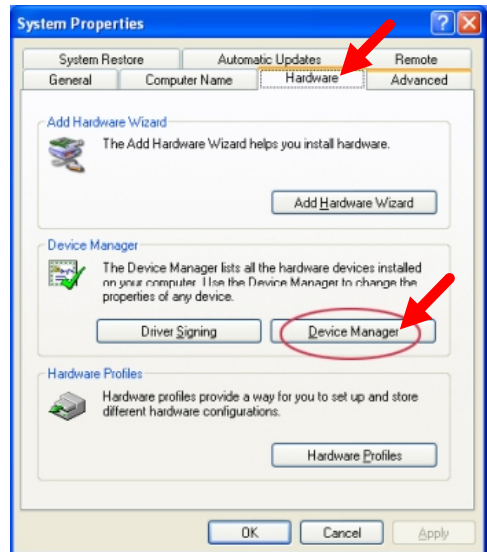 System Properties
System Restore Automatic Updates Remote
General Computer Name Hardware Advanced
Add Hardware Wizard
The Add Hardware Wizard helps you install hardware.
Add Hardware Wizard
Device Manager
The Device Manager lists all the hardware devices installed
on your computer. Use the Device Manager to change the
properties of any device.
Driver Signing Device Manager
Hardware Profiles
Hardware profiles provide a way for you to set up and store
different hardware configurations.
Hardware Profiles
OK Cancel Apply